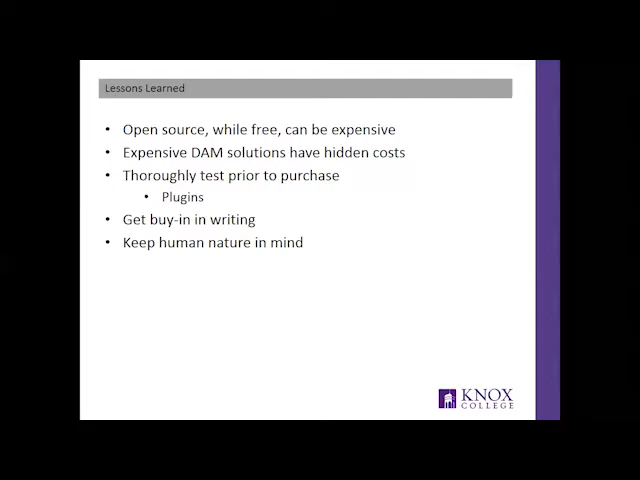 Lessons Learned
• Open source, while free, can be expensive
• Expensive DAM solutions have hidden costs
• Thoroughly test prior to purchase
• Plugins
• Get buy-in in writing
• Keep human nature in mind
KNOX
COLLEGE